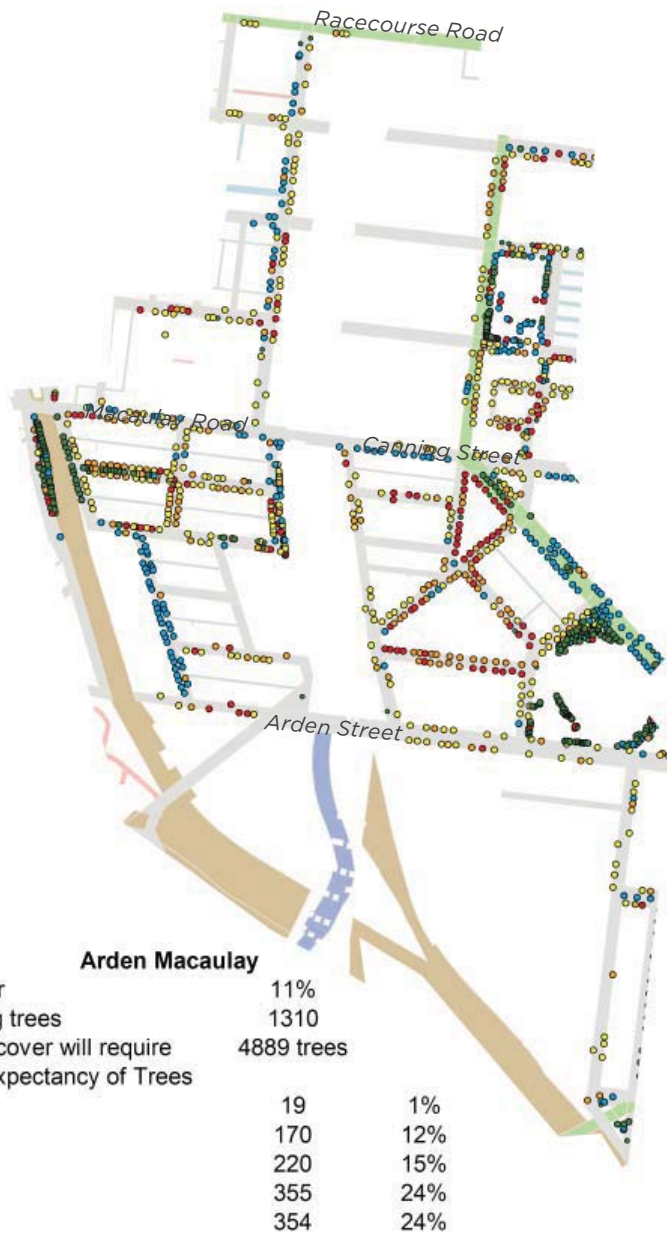 Racecourse Road
Macaulay Road
Canning Street
Arden Street
Arden Macaulay
11%
trees 1310
cover will require 4889 trees
expectancy of Trees
19 1%
170 12%
220 15%
355 24%
354 24%